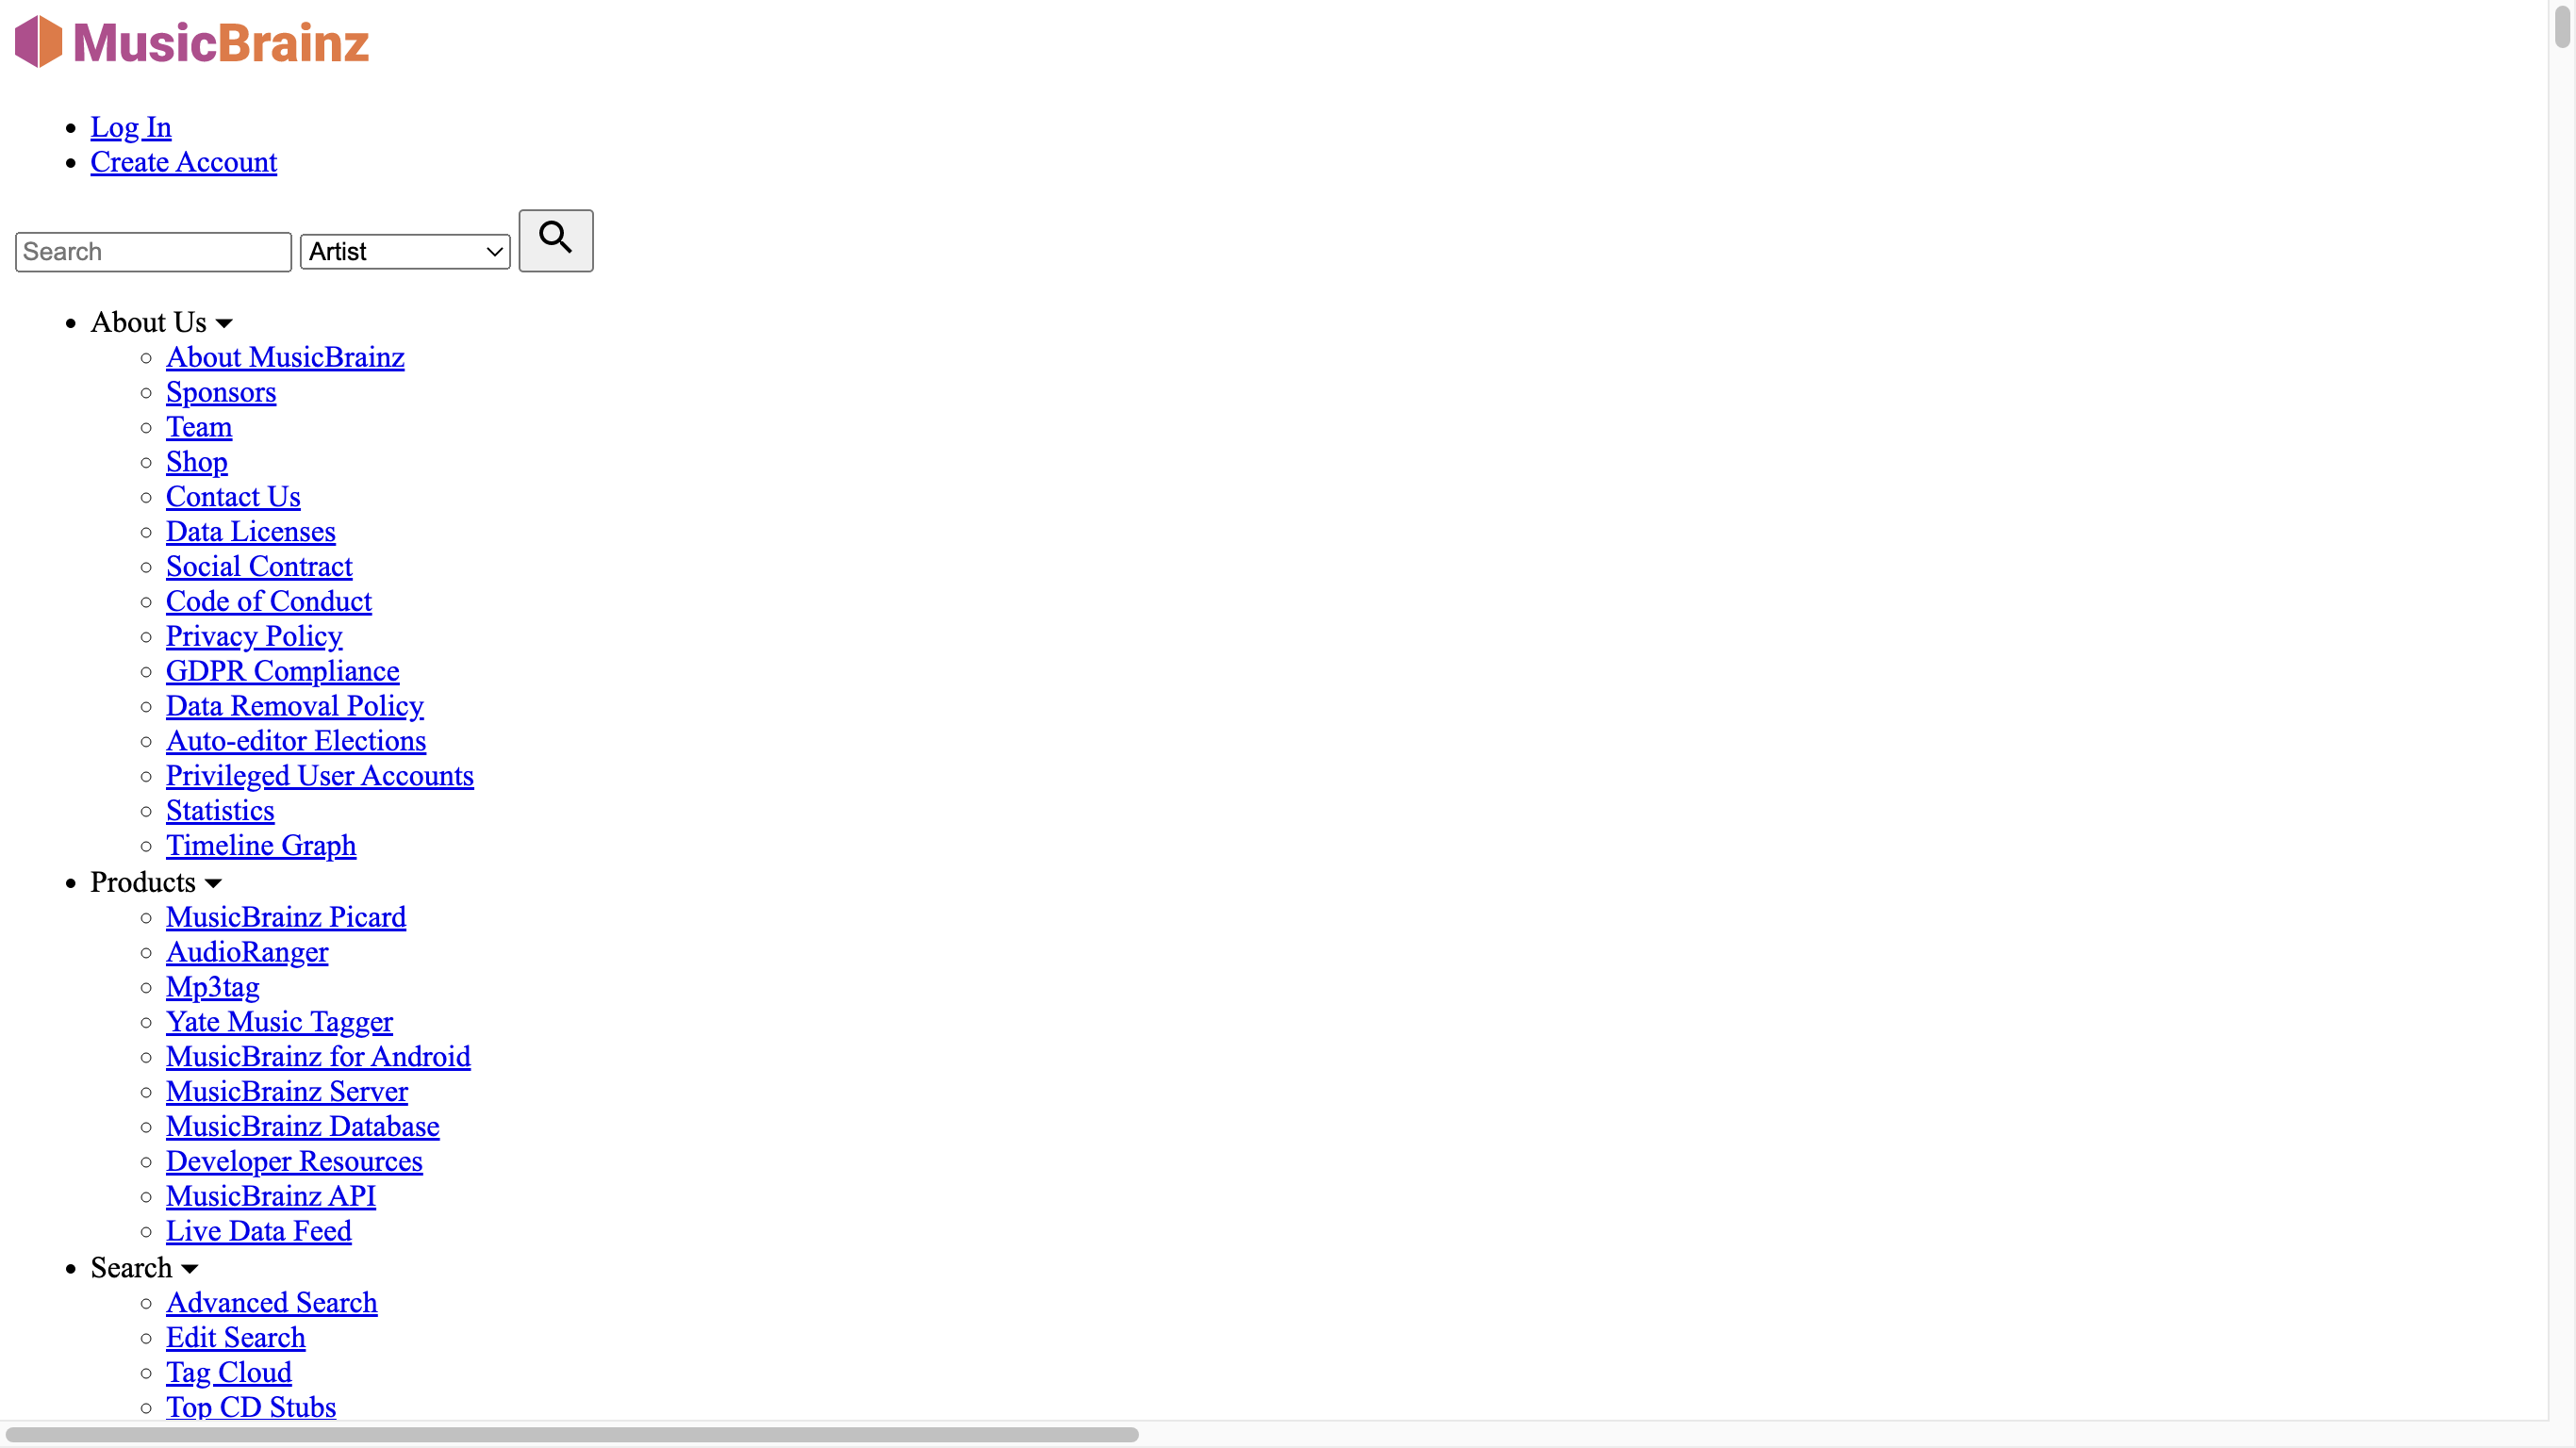 MusicBrainz
Log In
Create Account
Search Artist
About Us
About MusicBrainz
Sponsors
Team
Shop
Contact Us
Data Licenses
Social Contract
Code of Conduct
Privacy Policy
GDPR Compliance
Data Removal Policy
Auto-editor Elections
Privileged User Accounts
Statistics
Timeline Graph
Products
MusicBrainz Picard
AudioRanger
Mp3tag
Yate Music Tagger
MusicBrainz for Android
MusicBrainz Server
MusicBrainz Database
Developer Resources
MusicBrainz API
Live Data Feed
Search
Advanced Search
Edit Search
Tag Cloud
Top CD Stubs